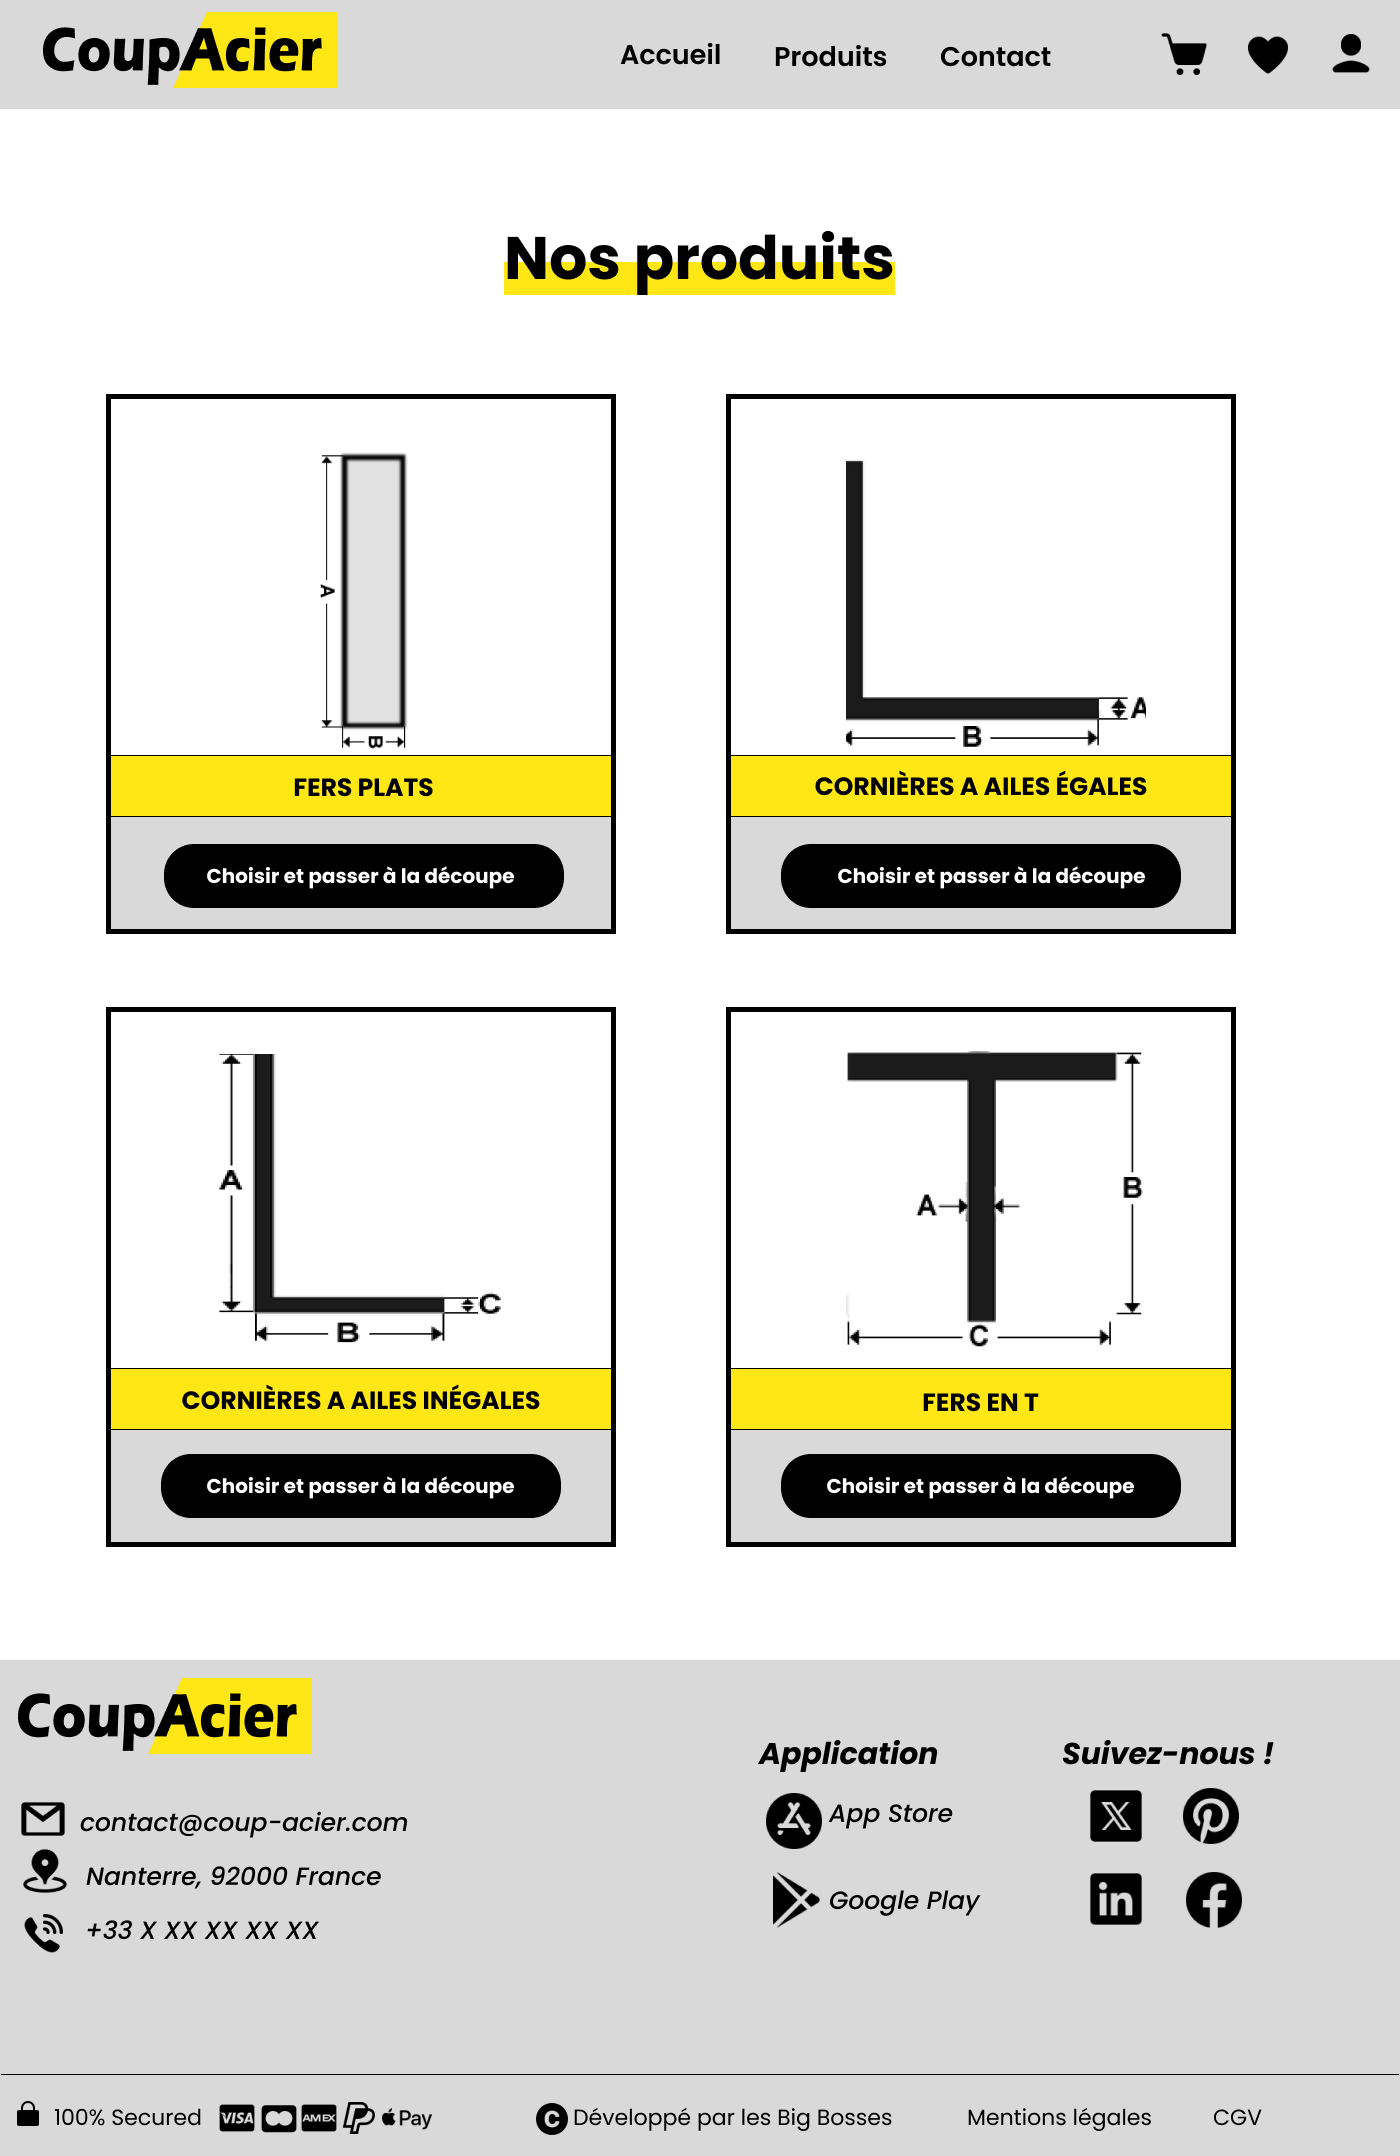 CoupAcier
Accueil
Produits
Contact
Nos produits
A
B
FERS PLATS
Choisir et passer à la découpe
A
B
CORNIÈRES A AILES ÉGALES
Choisir et passer à la découpe
A
C
B
CORNIÈRES A AILES INÉGALES
Choisir et passer à la découpe
B
A
C
FERS EN T
Choisir et passer à la découpe
CoupAcier
contact@coup-acier.com
Nanterre, 92000 France
+33 X XX XX XX XX
Application
App Store
Google Play
Suivez-nous !
X
in
100% Secured
VISA
AMEX
Pay
C Développé par les Big Bosses
Mentions légales
CGV